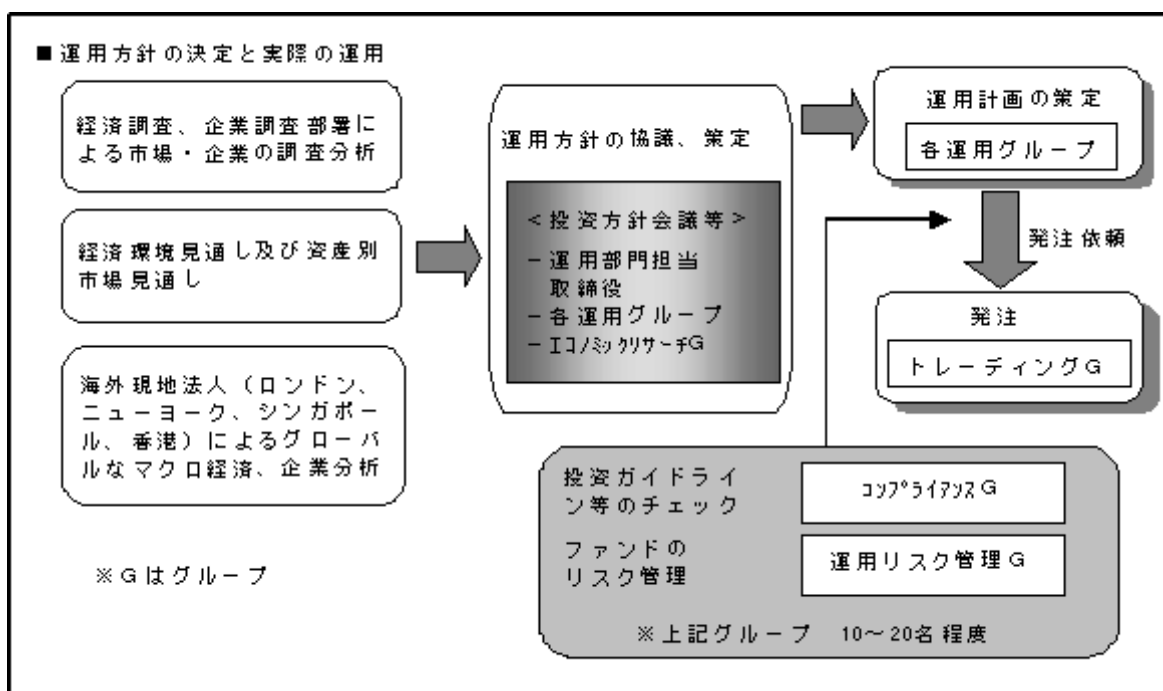 ■運用方針の決定と実際の運用
経済調査、企業調査部署に
よる市場・企業の調査分析
経済環境見通し及び資産別
市場見通し
海外現地法人（ロンドン、
ニューヨーク、シンガポー
ル、香港）によるグローバ
ルなマクロ経済、企業分析
※Gはグループ
運用方針の協議、策定
＜投資方針会議等＞
－運用部門担当
取締役
－各運用グループ
－ｴｺﾉﾐｯｸﾘｻｰﾁG
運用計画の策定
各運用グループ
発注依頼
発注
トレーディングG
投資ガイドライ
ン等のチェック
ｺﾝﾌﾟﾗｲｱﾝｽG
ファンドの
リスク管理
運用リスク管理G
※上記グループ 10～20名程度